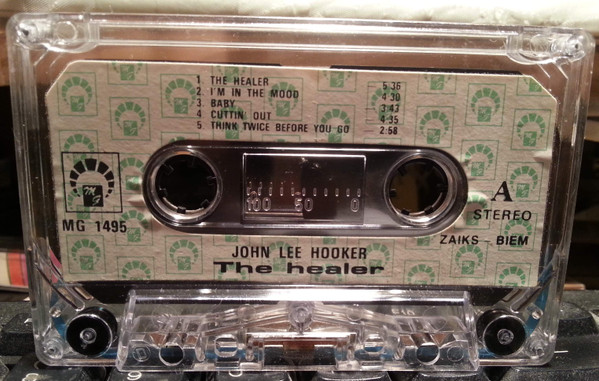 1 THE HEALER 5:36
2. I'M IN THE MOOD 4:30
3 BABY 3:43
4 CUTTIN' OUT 4:35
5 THINK TWICE BEFORE YOU GO 2:58
MG
MG 1495
100 50 0
A
STEREO
ZAIKS - BIEM
JOHN LEE HOOKER
The healer